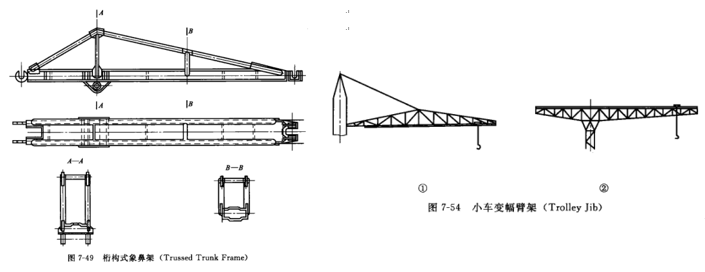 A
B
A
B
A—A
B—B
图 7-49 桁构式象鼻架 (Trussed Trunk Frame)
① ②
图 7-54 小车变幅臂架 (Trolley Jib)